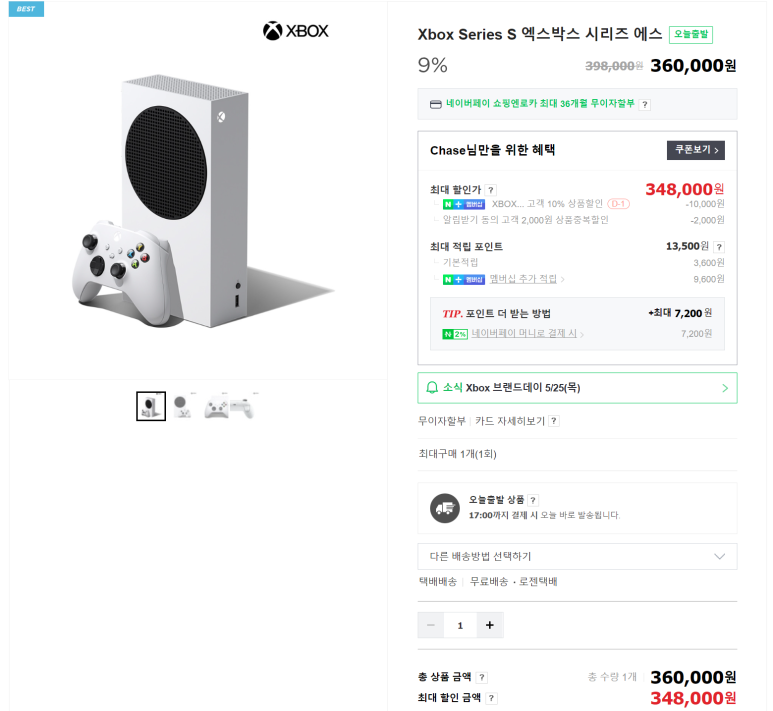 BEST
XBOX
Xbox Series S 엑스박스 시리즈 에스 오늘출발
9% 398,000원 360,000원
네이버페이 쇼핑엔로카 최대 36개월 무이자할부 ?
Chase님만을 위한 혜택 쿠폰보기 >
최대 할인가 ? 348,000원
N+ 멤버십 XBOX... 고객 10% 상품할인 D-1 -10,000원
알림받기 동의 고객 2,000원 상품중복할인 -2,000원
최대 적립 포인트 13,500원 ?
기본적립 3,600원
N+ 멤버십 멤버십 추가 적립 > 9,600원
TIP. 포인트 더 받는 방법 +최대 7,200원
N 2% 네이버페이 머니로 결제 시 > 7,200원
소식 Xbox 브랜드데이 5/25(목) >
무이자할부 | 카드 자세히보기 ?
최대구매 1개(1회)
오늘출발 상품 ?
17:00까지 결제 시 오늘 바로 발송됩니다.
다른 배송방법 선택하기
택배배송 | 무료배송 · 로젠택배
− 1 +
총 상품 금액 ? 총 수량 1개 | 360,000원
최대 할인 금액 ? 348,000원